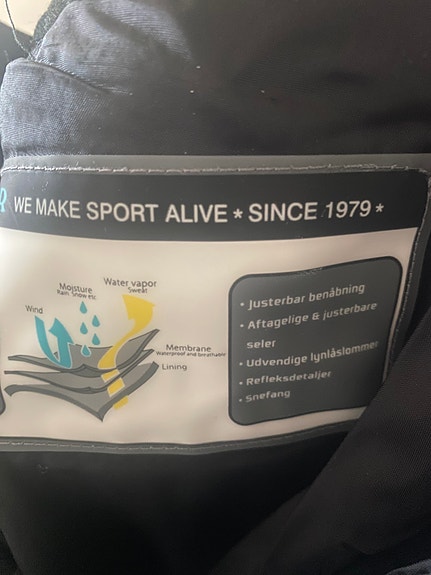 WE MAKE SPORT ALIVE * SINCE 1979 *
Moisture
Rain, Snow etc.
Water vapor
Sweat
Wind
Membrane
Waterproof and breathable
Lining
• Justerbar benåbning
• Aftagelige & justerbare
seler
• Udvendige lynlåslommer
• Refleksdetaljer
• Snefang